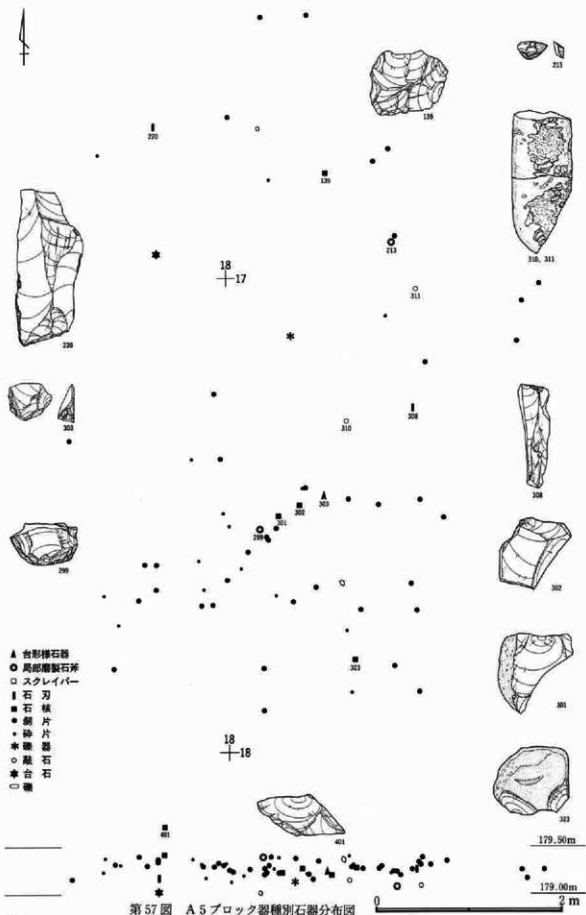 139
213
220
135
310, 311
213
18
17
311
220
303
310
308
308
303
302
301
299
299
302
301
323
323
▲ 台形様石器
◎ 局部磨製石斧
□ スクレイパー
▮ 石刃
■ 石核
● 剝片
• 砕片
* 礫器
○ 敲石
✱ 台石
⬭ 礫
18
18
401
401
179.50m
179.00m
第57図 A5ブロック器種別石器分布図
0 2m